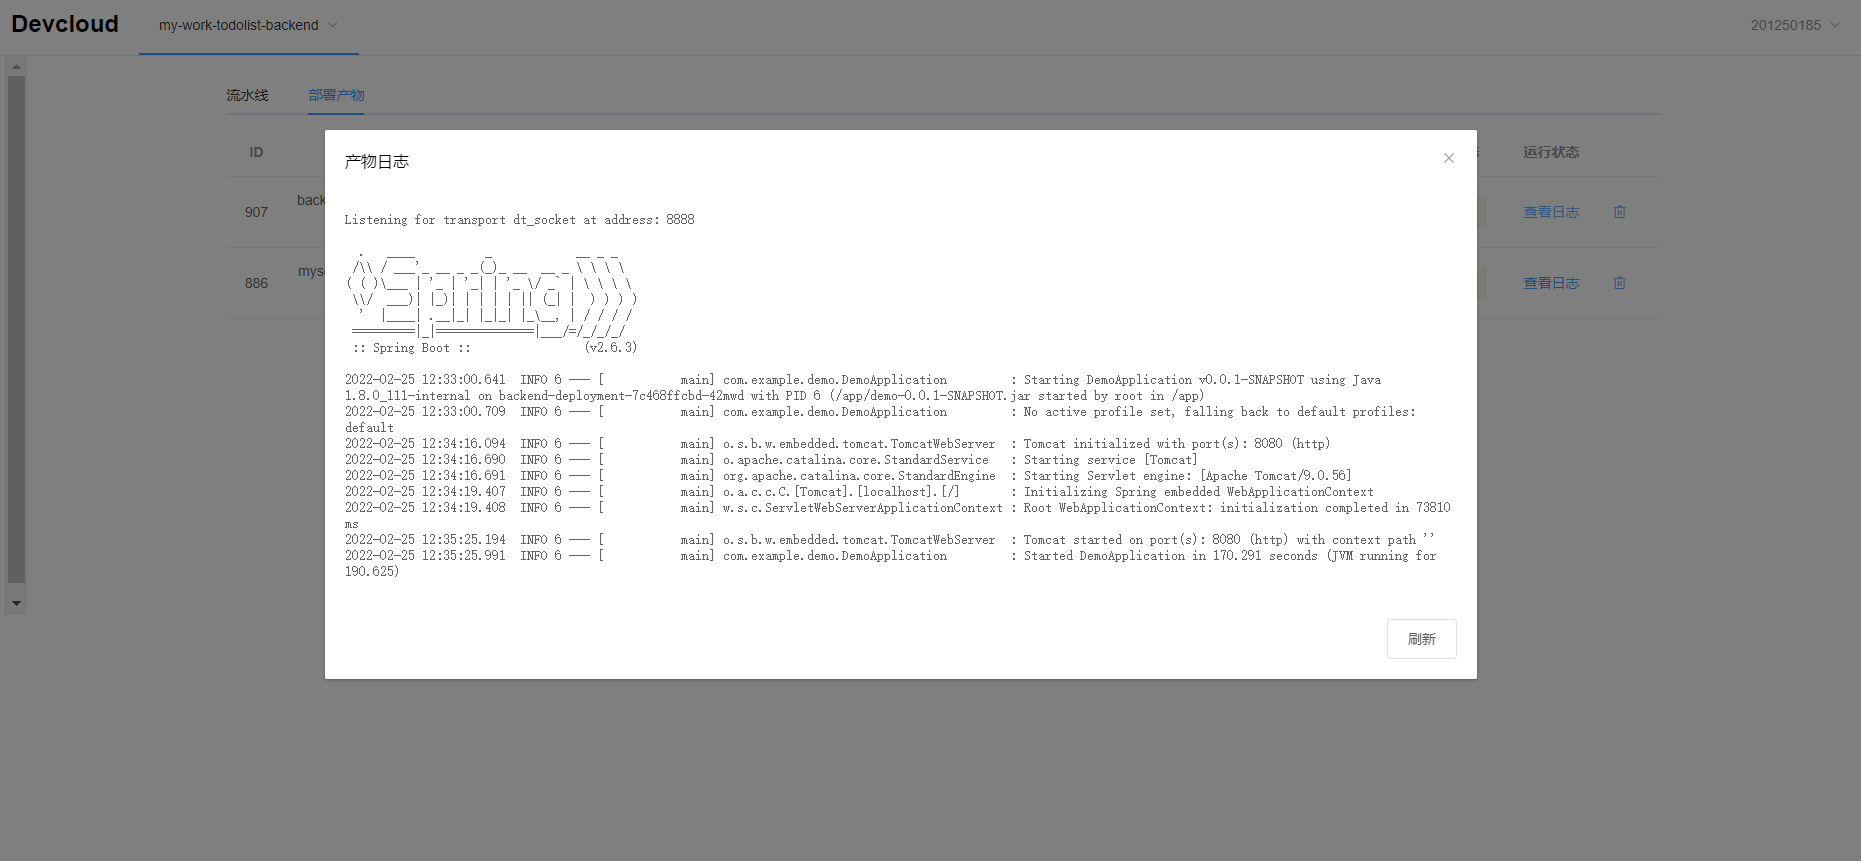 Devcloud
my-work-todolist-backend
201250185
流水线
部署产物
ID
运行状态
907
back
查看日志
886
查看日志
产物日志
Listening for transport dt_socket at address: 8888
  .   ____          _            __ _ _
 /\\ / ___'_ __ _ _(_)_ __  __ _ \ \ \ \
( ( )\___ | '_ | '_| | '_ \/ _` | \ \ \ \
 \\/  ___)| |_)| | | | | || (_| |  ) ) ) )
  '  |____| .__|_| |_|_| |_\__, | / / / /
 =========|_|==============|___/=/_/_/_/
 :: Spring Boot ::                (v2.6.3)
2022-02-25 12:33:00.641  INFO 6 --- [           main] com.example.demo.DemoApplication         : Starting DemoApplication v0.0.1-SNAPSHOT using Java
1.8.0_111-internal on backend-deployment-7c468ffcbd-42mwd with PID 6 (/app/demo-0.0.1-SNAPSHOT.jar started by root in /app)
2022-02-25 12:33:00.709  INFO 6 --- [           main] com.example.demo.DemoApplication         : No active profile set, falling back to default profiles:
default
2022-02-25 12:34:16.094  INFO 6 --- [           main] o.s.b.w.embedded.tomcat.TomcatWebServer  : Tomcat initialized with port(s): 8080 (http)
2022-02-25 12:34:16.690  INFO 6 --- [           main] o.apache.catalina.core.StandardService   : Starting service [Tomcat]
2022-02-25 12:34:16.691  INFO 6 --- [           main] org.apache.catalina.core.StandardEngine  : Starting Servlet engine: [Apache Tomcat/9.0.56]
2022-02-25 12:34:19.407  INFO 6 --- [           main] o.a.c.c.C.[Tomcat].[localhost].[/]       : Initializing Spring embedded WebApplicationContext
2022-02-25 12:34:19.408  INFO 6 --- [           main] w.s.c.ServletWebServerApplicationContext : Root WebApplicationContext: initialization completed in 73810
ms
2022-02-25 12:35:25.194  INFO 6 --- [           main] o.s.b.w.embedded.tomcat.TomcatWebServer  : Tomcat started on port(s): 8080 (http) with context path ''
2022-02-25 12:35:25.991  INFO 6 --- [           main] com.example.demo.DemoApplication         : Started DemoApplication in 170.291 seconds (JVM running for
190.625)
刷新